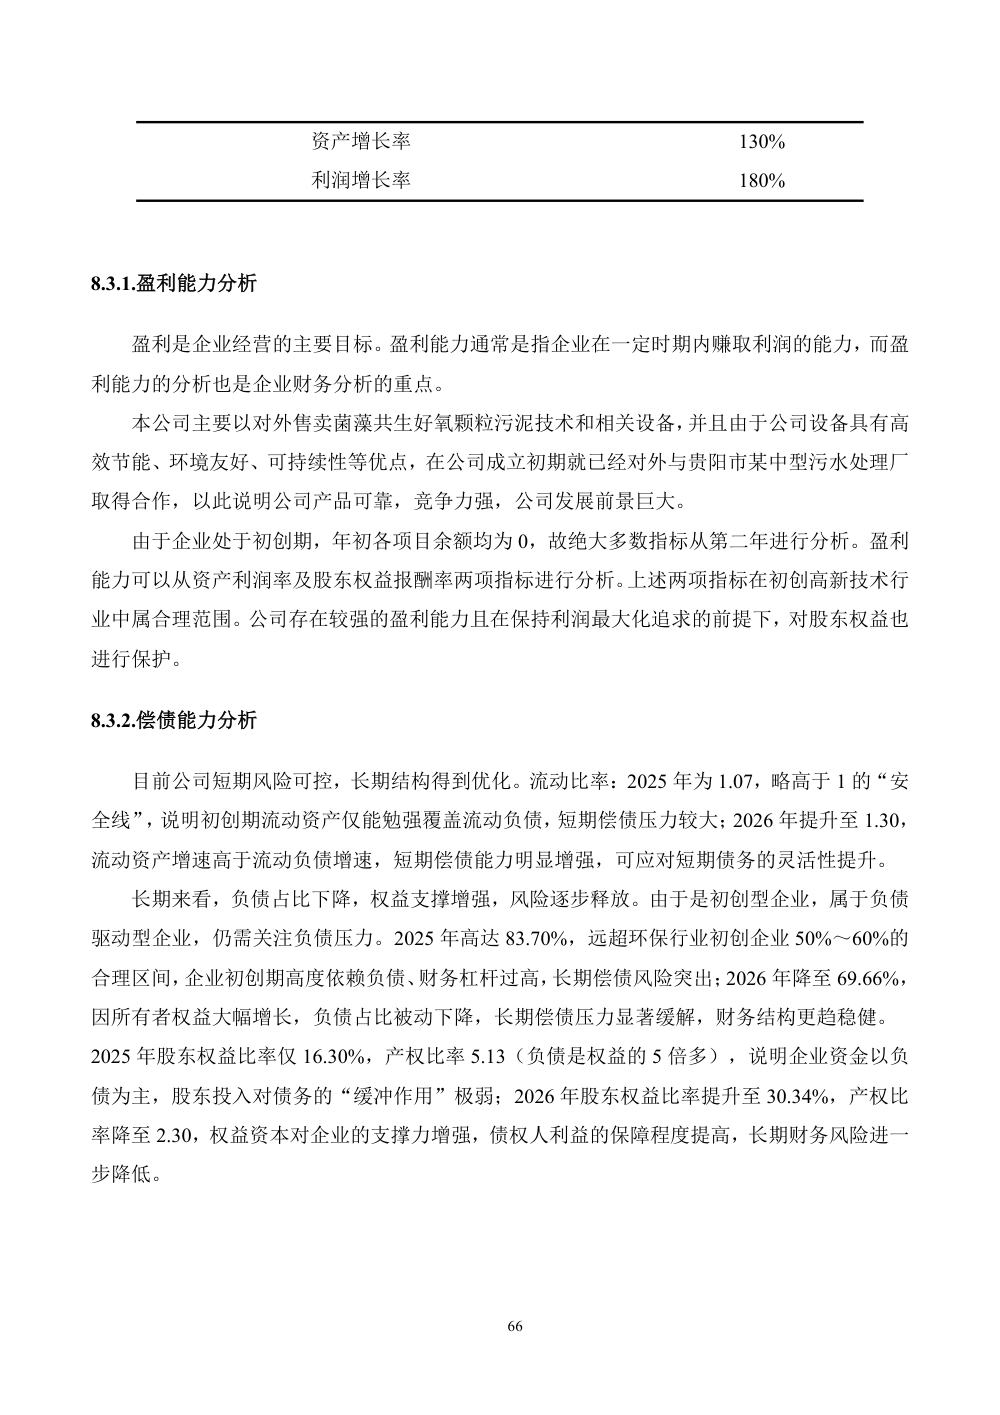 资产增长率 130%
利润增长率 180%
8.3.1.盈利能力分析
盈利是企业经营的主要目标。盈利能力通常是指企业在一定时期内赚取利润的能力，而盈
利能力的分析也是企业财务分析的重点。
本公司主要以对外售卖菌藻共生好氧颗粒污泥技术和相关设备，并且由于公司设备具有高
效节能、环境友好、可持续性等优点，在公司成立初期就已经对外与贵阳市某中型污水处理厂
取得合作，以此说明公司产品可靠，竞争力强，公司发展前景巨大。
由于企业处于初创期，年初各项目余额均为 0，故绝大多数指标从第二年进行分析。盈利
能力可以从资产利润率及股东权益报酬率两项指标进行分析。上述两项指标在初创高新技术行
业中属合理范围。公司存在较强的盈利能力且在保持利润最大化追求的前提下，对股东权益也
进行保护。
8.3.2.偿债能力分析
目前公司短期风险可控，长期结构得到优化。流动比率：2025 年为 1.07，略高于 1 的“安
全线”，说明初创期流动资产仅能勉强覆盖流动负债，短期偿债压力较大；2026 年提升至 1.30，
流动资产增速高于流动负债增速，短期偿债能力明显增强，可应对短期债务的灵活性提升。
长期来看，负债占比下降，权益支撑增强，风险逐步释放。由于是初创型企业，属于负债
驱动型企业，仍需关注负债压力。2025 年高达 83.70%，远超环保行业初创企业 50%～60%的
合理区间，企业初创期高度依赖负债、财务杠杆过高，长期偿债风险突出；2026 年降至 69.66%，
因所有者权益大幅增长，负债占比被动下降，长期偿债压力显著缓解，财务结构更趋稳健。
2025 年股东权益比率仅 16.30%，产权比率 5.13（负债是权益的 5 倍多），说明企业资金以负
债为主，股东投入对债务的“缓冲作用”极弱；2026 年股东权益比率提升至 30.34%，产权比
率降至 2.30，权益资本对企业的支撑力增强，债权人利益的保障程度提高，长期财务风险进一
步降低。
66